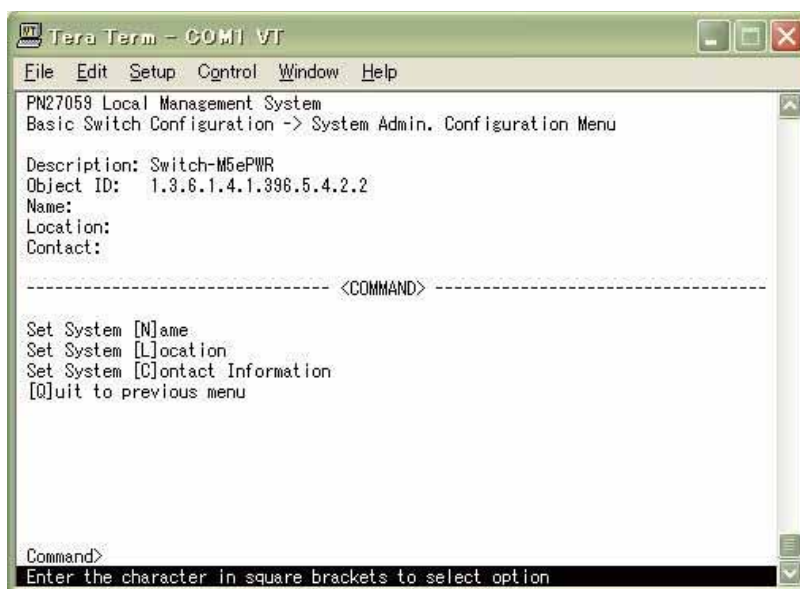 Tera Term - COM1 VT
File Edit Setup Control Window Help
PN27059 Local Management System
Basic Switch Configuration -> System Admin. Configuration Menu
Description: Switch-M5ePWR
Object ID: 1.3.6.1.4.1.396.5.4.2.2
Name:
Location:
Contact:
-------------------------------- <COMMAND> -----------------------------------
Set System [N]ame
Set System [L]ocation
Set System [C]ontact Information
[Q]uit to previous menu
Command>
Enter the character in square brackets to select option